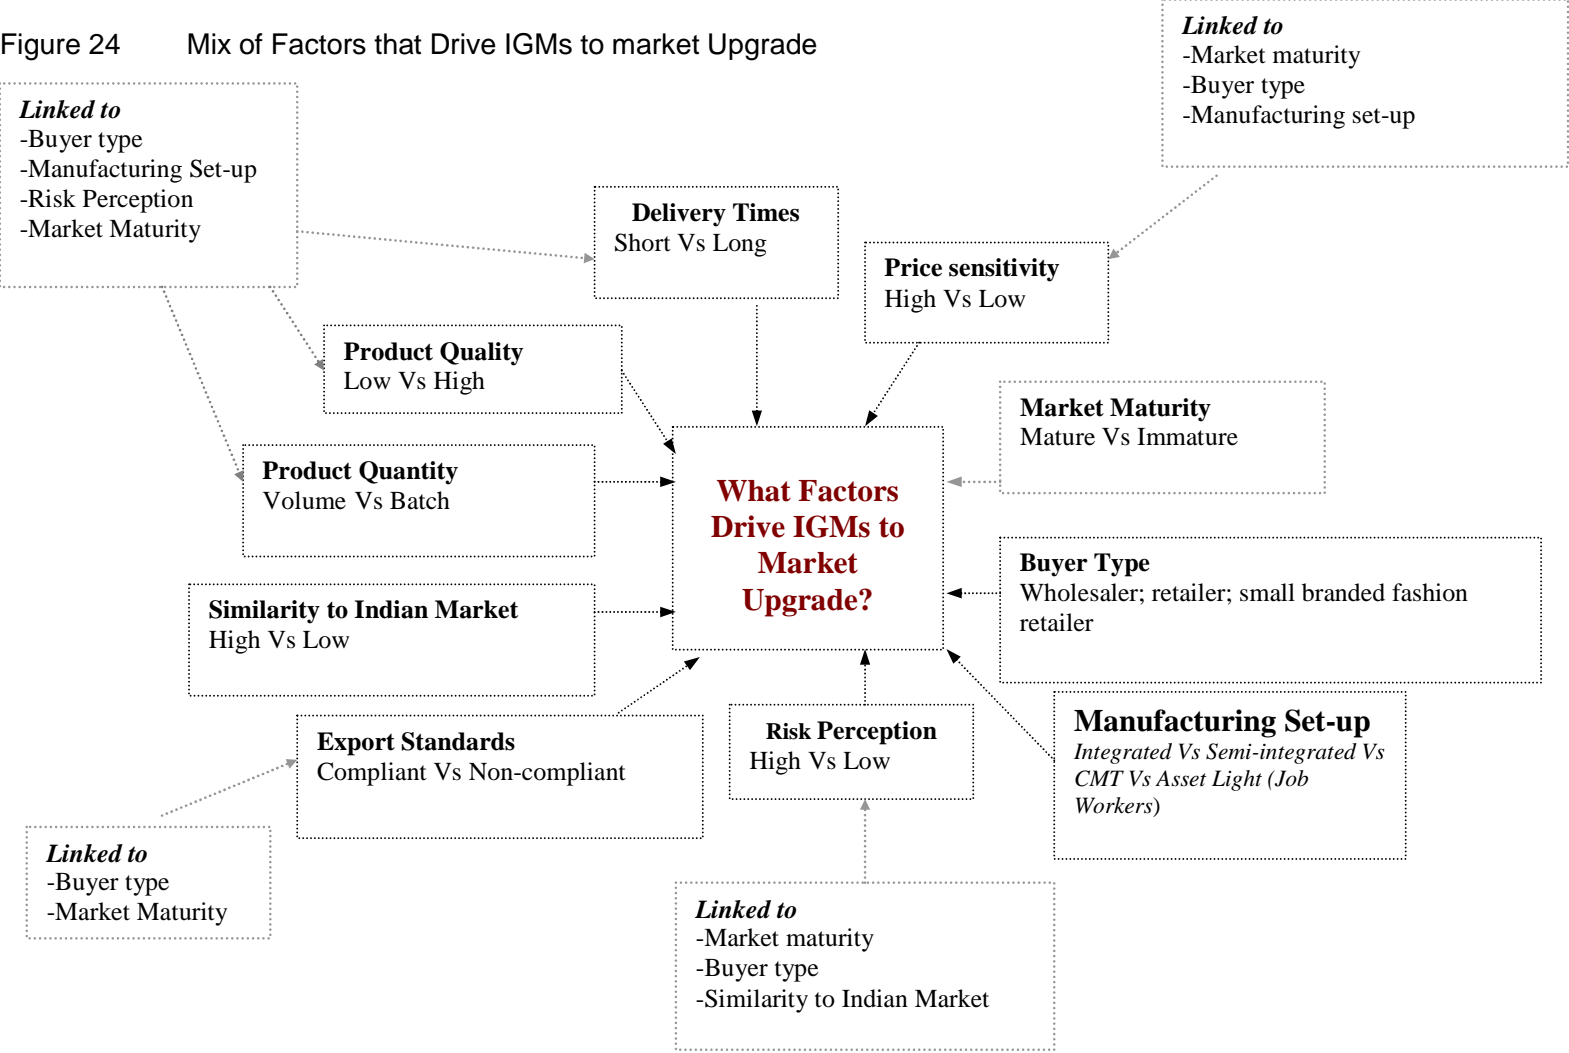 Figure 24 Mix of Factors that Drive IGMs to market Upgrade
Linked to
-Market maturity
-Buyer type
-Manufacturing set-up
Linked to
-Buyer type
-Manufacturing Set-up
-Risk Perception
-Market Maturity
Delivery Times
Short Vs Long
Price sensitivity
High Vs Low
Product Quality
Low Vs High
Market Maturity
Mature Vs Immature
Product Quantity
Volume Vs Batch
What Factors
Drive IGMs to
Market
Upgrade?
Buyer Type
Wholesaler; retailer; small branded fashion
retailer
Similarity to Indian Market
High Vs Low
Manufacturing Set-up
Integrated Vs Semi-integrated Vs
CMT Vs Asset Light (Job
Workers)
Risk Perception
High Vs Low
Export Standards
Compliant Vs Non-compliant
Linked to
-Buyer type
-Market Maturity
Linked to
-Market maturity
-Buyer type
-Similarity to Indian Market